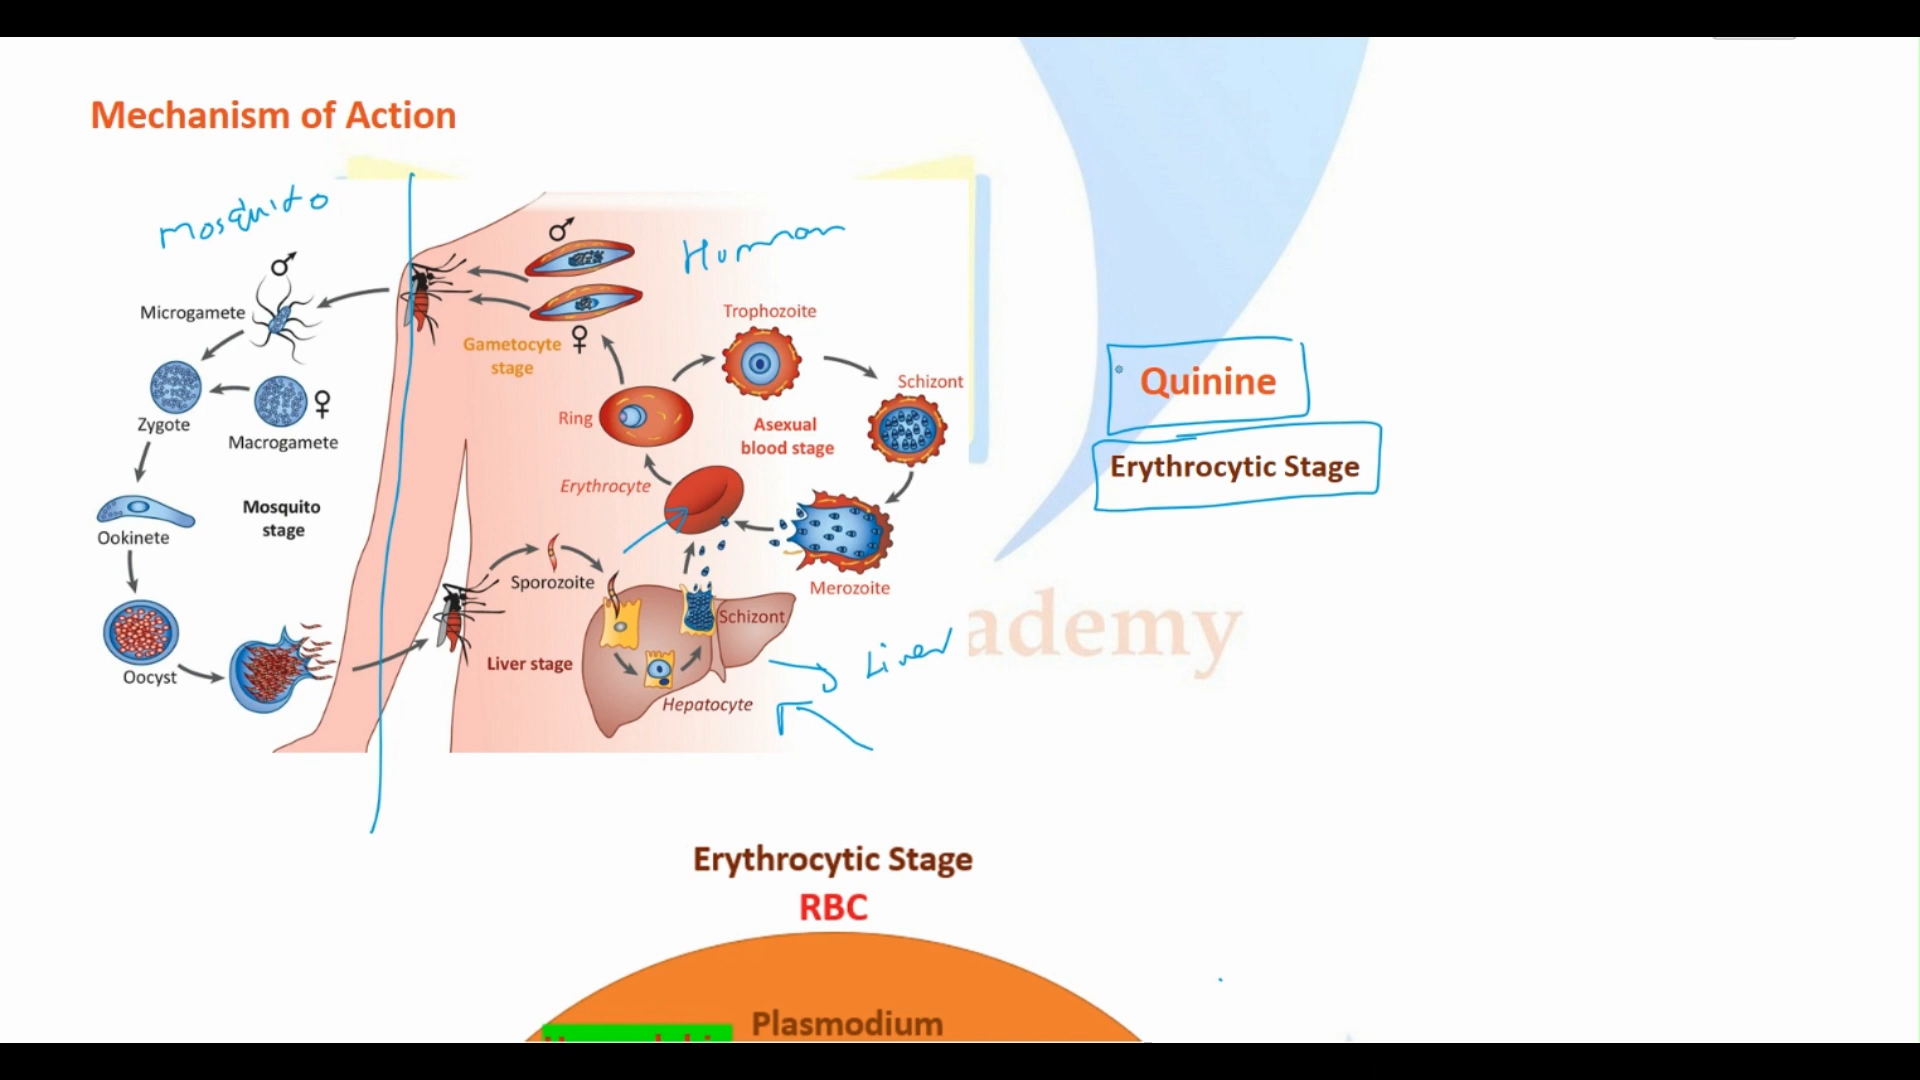 Mechanism of Action
Mosquito
Human
♂
♂
Microgamete
Trophozoite
Gametocyte ♀
stage
Schizont
Quinine
♀
Zygote
Macrogamete
Ring
Asexual
blood stage
Erythrocytic Stage
Erythrocyte
Mosquito
stage
Ookinete
Sporozoite
Merozoite
Schizont
ademy
Liver
Liver stage
Oocyst
Hepatocyte
Erythrocytic Stage
RBC
Plasmodium